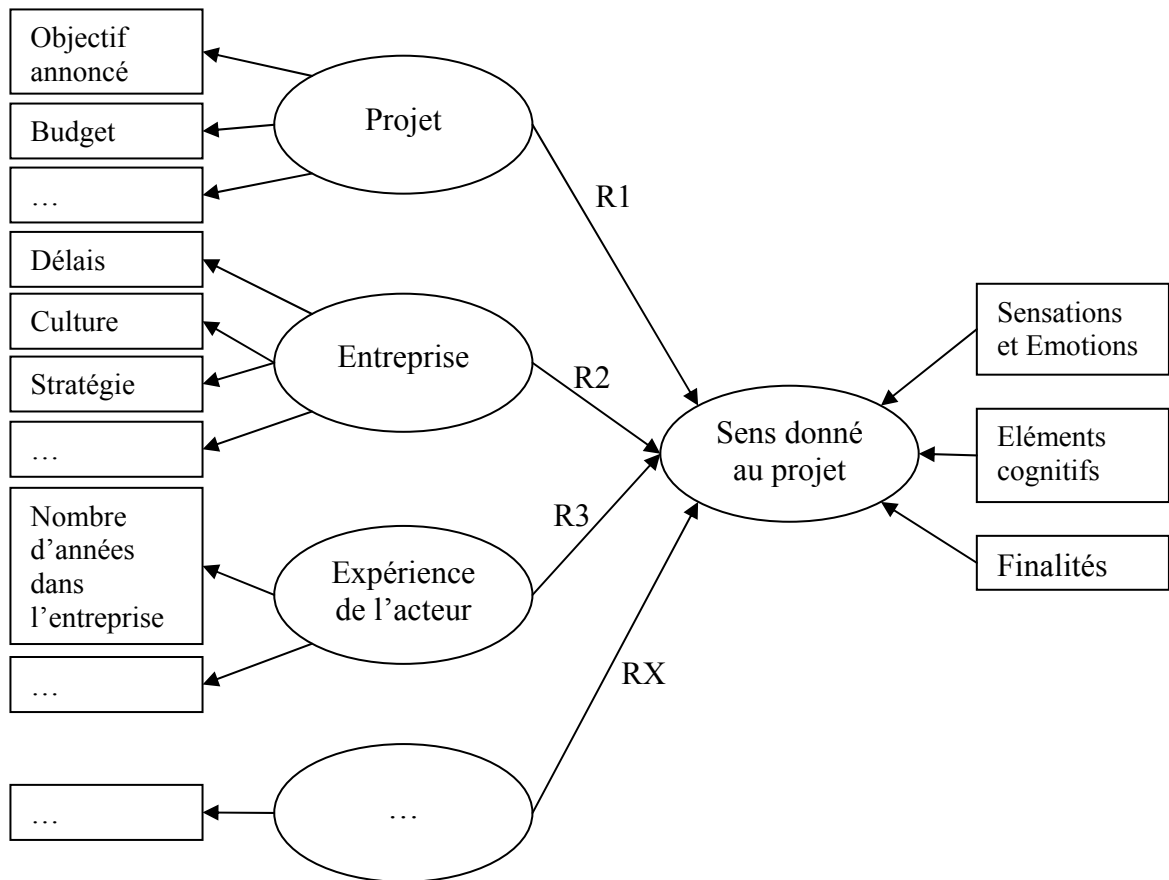 Objectif
annoncé
Budget
…
Délais
Culture
Stratégie
…
Nombre
d’années
dans
l’entreprise
…
…
Projet
Entreprise
Expérience
de l’acteur
…
R1
R2
R3
RX
Sens donné
au projet
Sensations
et Emotions
Eléments
cognitifs
Finalités